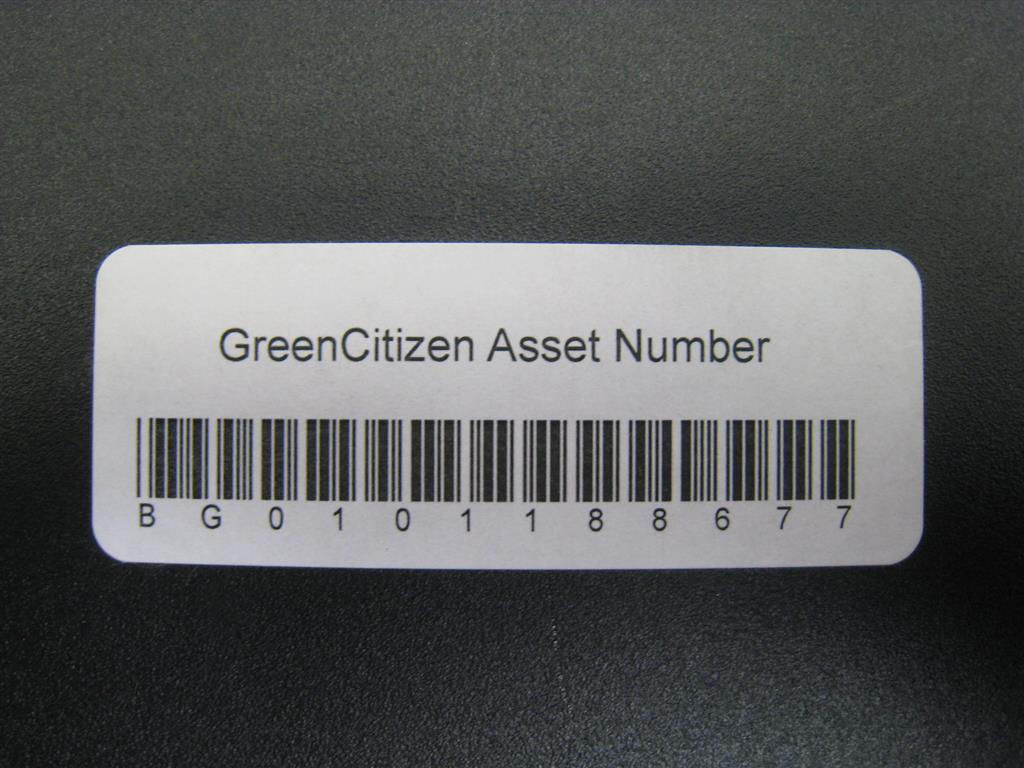 GreenCitizen Asset Number
B G 0 1 0 1 1 8 8 6 7 7